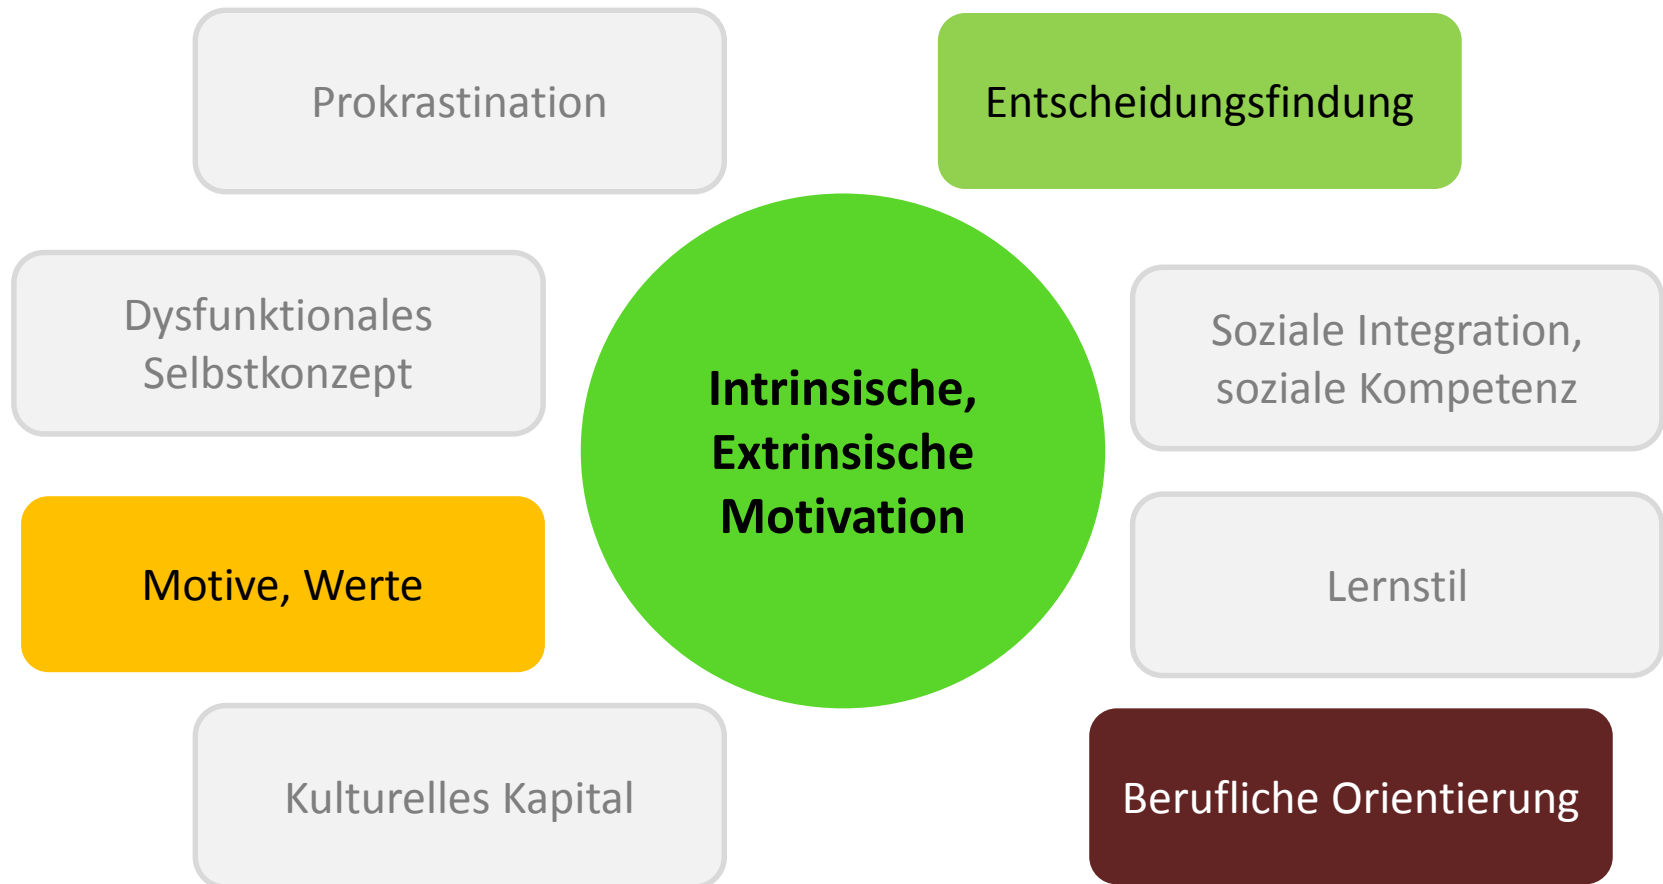 Prokrastination
Entscheidungsfindung
Dysfunktionales
Selbstkonzept
Intrinsische,
Extrinsische
Motivation
Soziale Integration,
soziale Kompetenz
Motive, Werte
Lernstil
Kulturelles Kapital
Berufliche Orientierung